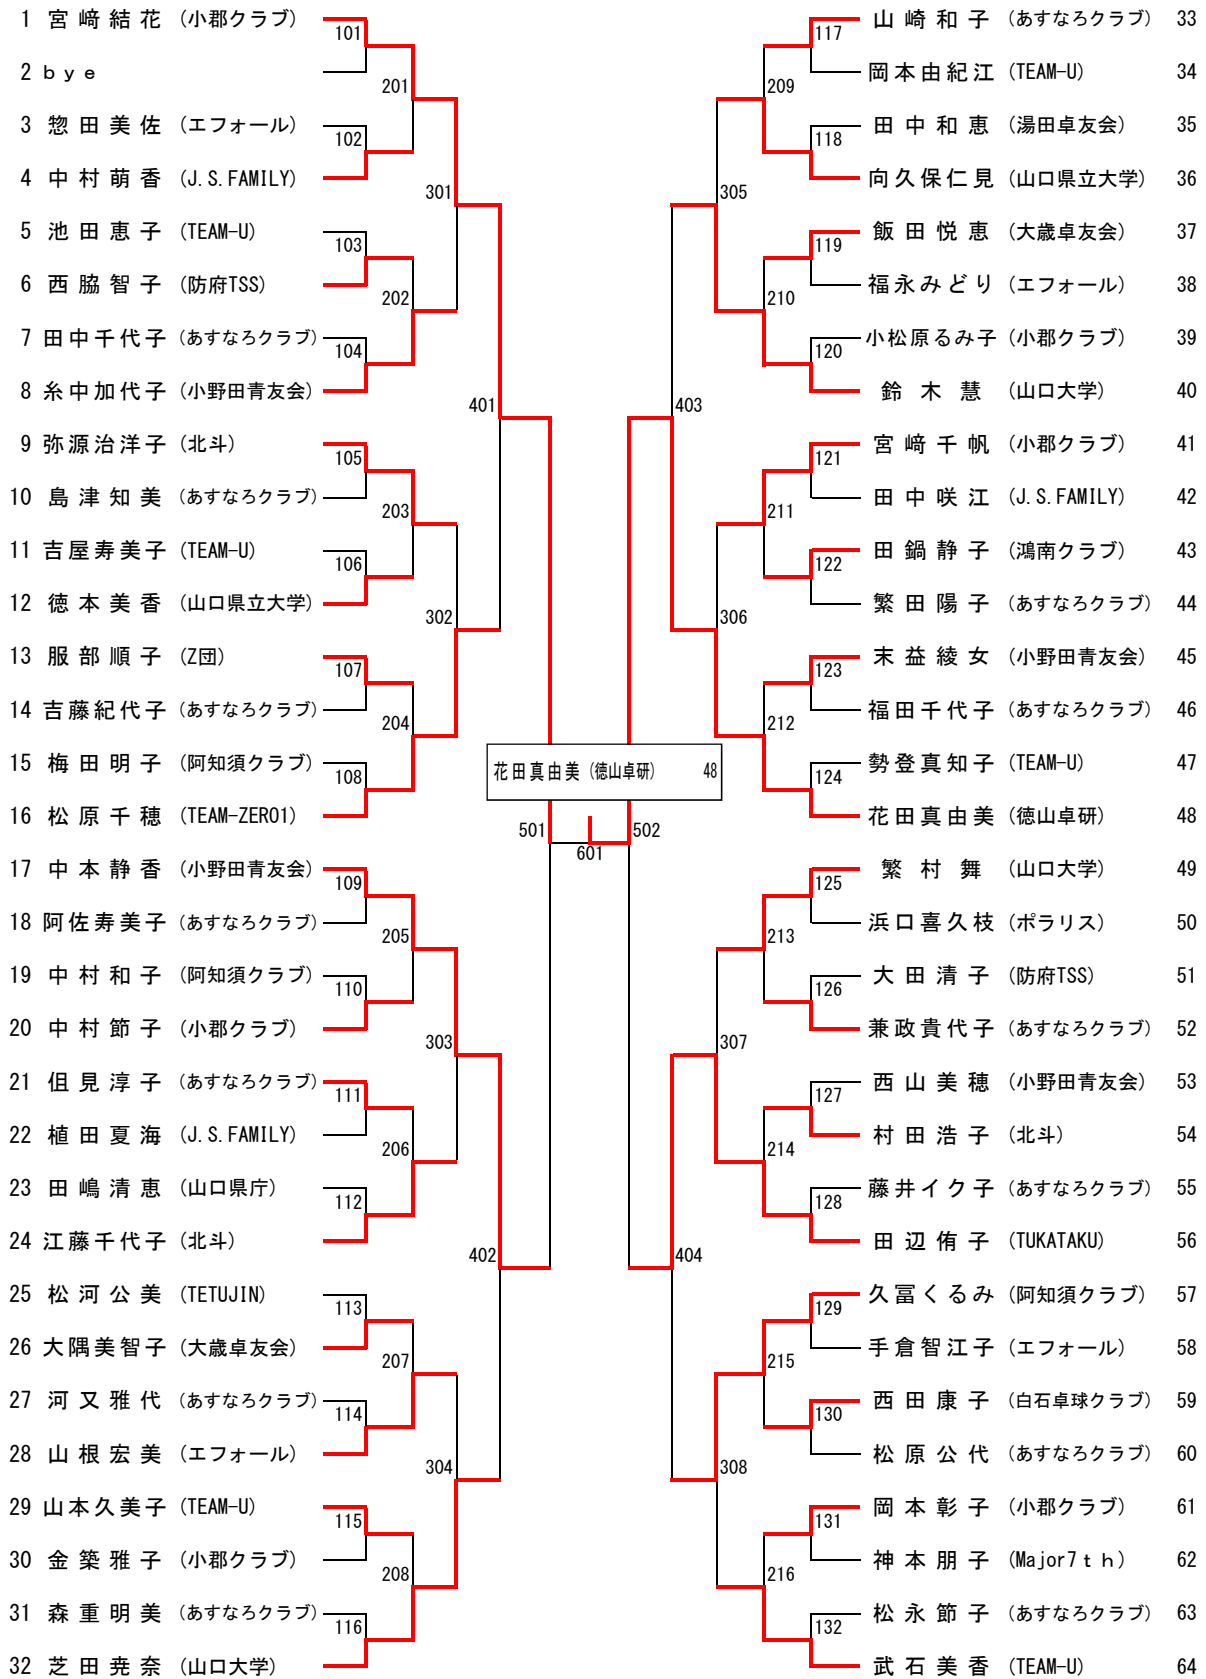 1 宮﨑結花 (小郡クラブ)
101
2 bye
201
3 惣田美佐 (エフォール)
102
4 中村萌香 (J.S.FAMILY)
301
5 池田恵子 (TEAM-U)
103
6 西脇智子 (防府TSS)
202
7 田中千代子 (あすなろクラブ)
104
8 糸中加代子 (小野田青友会)
401
9 弥源治洋子 (北斗)
105
10 島津知美 (あすなろクラブ)
203
11 吉屋寿美子 (TEAM-U)
106
12 徳本美香 (山口県立大学)
302
13 服部順子 (Z団)
107
14 吉藤紀代子 (あすなろクラブ)
204
15 梅田明子 (阿知須クラブ)
108
16 松原千穂 (TEAM-ZERO1)
501
17 中本静香 (小野田青友会)
109
18 阿佐寿美子 (あすなろクラブ)
205
19 中村和子 (阿知須クラブ)
110
20 中村節子 (小郡クラブ)
303
21 伹見淳子 (あすなろクラブ)
111
22 植田夏海 (J.S.FAMILY)
206
23 田嶋清恵 (山口県庁)
112
24 江藤千代子 (北斗)
402
25 松河公美 (TETUJIN)
113
26 大隅美智子 (大歳卓友会)
207
27 河又雅代 (あすなろクラブ)
114
28 山根宏美 (エフォール)
304
29 山本久美子 (TEAM-U)
115
30 金築雅子 (小郡クラブ)
208
31 森重明美 (あすなろクラブ)
116
32 芝田尭奈 (山口大学)
花田真由美 (徳山卓研) 48
601
山崎和子 (あすなろクラブ) 33
117
岡本由紀江 (TEAM-U) 34
209
田中和恵 (湯田卓友会) 35
118
向久保仁見 (山口県立大学) 36
305
飯田悦恵 (大歳卓友会) 37
119
福永みどり (エフォール) 38
210
小松原るみ子 (小郡クラブ) 39
120
鈴木慧 (山口大学) 40
403
宮﨑千帆 (小郡クラブ) 41
121
田中咲江 (J.S.FAMILY) 42
211
田鍋静子 (鴻南クラブ) 43
122
繁田陽子 (あすなろクラブ) 44
306
末益綾女 (小野田青友会) 45
123
福田千代子 (あすなろクラブ) 46
212
勢登真知子 (TEAM-U) 47
124
花田真由美 (徳山卓研) 48
502
繁村舞 (山口大学) 49
125
浜口喜久枝 (ポラリス) 50
213
大田清子 (防府TSS) 51
126
兼政貴代子 (あすなろクラブ) 52
307
西山美穂 (小野田青友会) 53
127
村田浩子 (北斗) 54
214
藤井イク子 (あすなろクラブ) 55
128
田辺侑子 (TUKATAKU) 56
404
久冨くるみ (阿知須クラブ) 57
129
手倉智江子 (エフォール) 58
215
西田康子 (白石卓球クラブ) 59
130
松原公代 (あすなろクラブ) 60
308
岡本彰子 (小郡クラブ) 61
131
神本朋子 (Major7th) 62
216
松永節子 (あすなろクラブ) 63
132
武石美香 (TEAM-U) 64